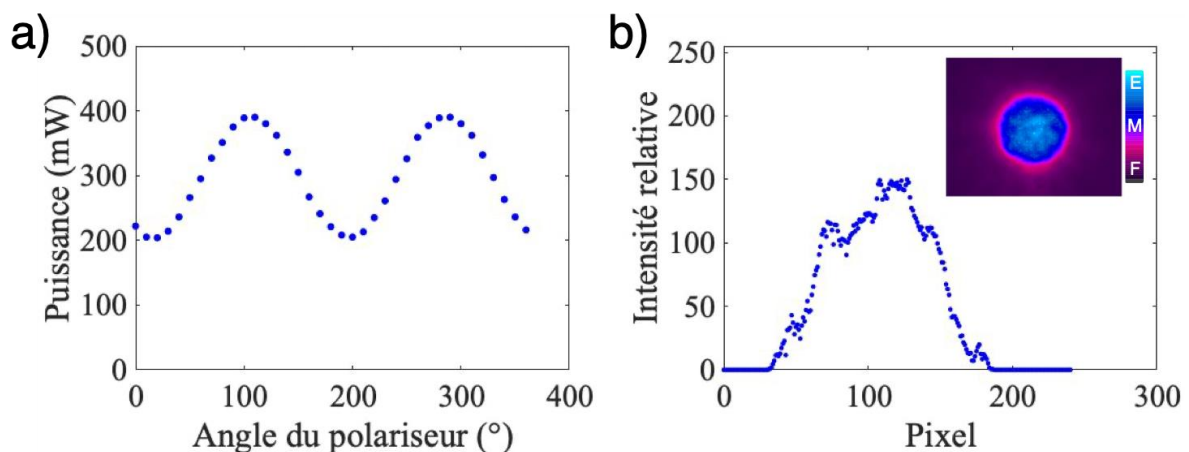 a)
500
400
300
200
100
0
Puissance (mW)
0 100 200 300 400
Angle du polariseur (°)
b)
250
200
150
100
50
0
Intensité relative
E
M
F
0 100 200 300
Pixel